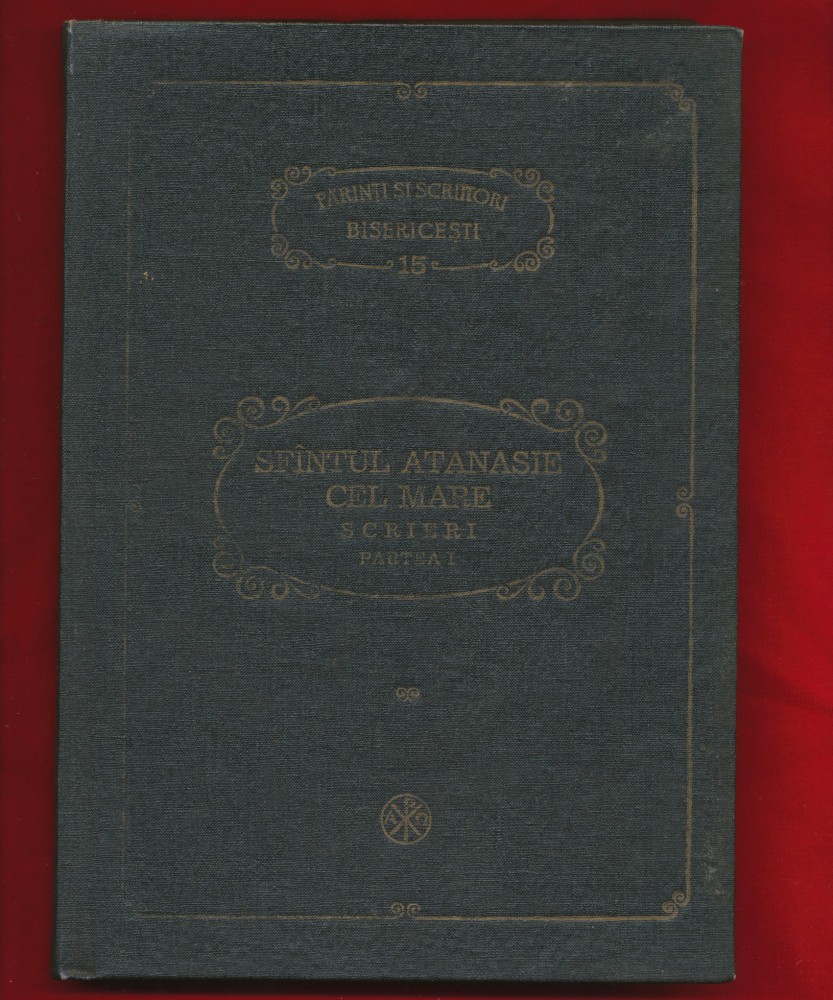 PĂRINȚI ȘI SCRIITORI
BISERICEȘTI
15
SFÎNTUL ATANASIE
CEL MARE
SCRIERI
PARTEA I